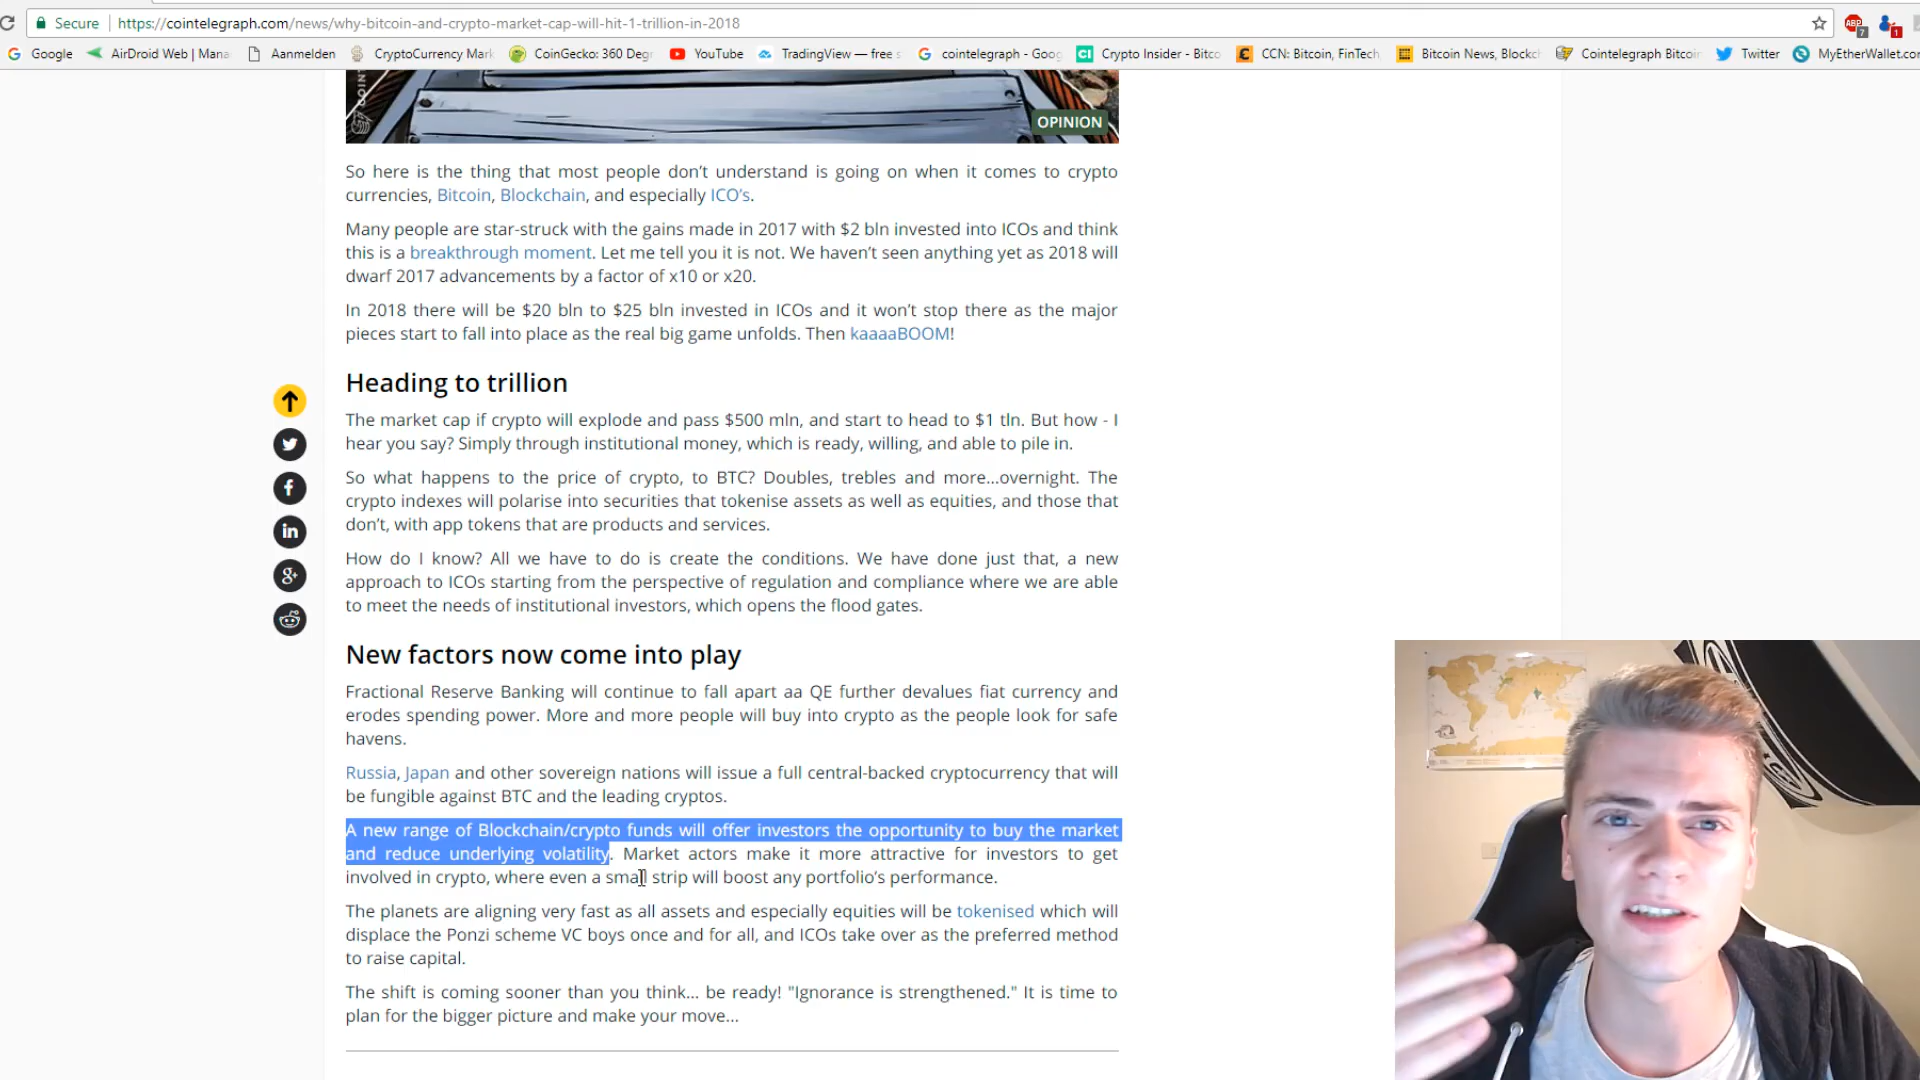 Secure https://cointelegraph.com/news/why-bitcoin-and-crypto-market-cap-will-hit-1-trillion-in-2018
7 1
Google AirDroid Web | Mana Aanmelden CryptoCurrency Mark CoinGecko: 360 Deg YouTube TradingView — free s cointelegraph - Goog Crypto Insider - Bitco CCN: Bitcoin, FinTech, Bitcoin News, Blockch Cointelegraph Bitcoin Twitter MyEtherWallet.com
OPINION
So here is the thing that most people don’t understand is going on when it comes to crypto
currencies, Bitcoin, Blockchain, and especially ICO’s.
Many people are star-struck with the gains made in 2017 with $2 bln invested into ICOs and think
this is a breakthrough moment. Let me tell you it is not. We haven’t seen anything yet as 2018 will
dwarf 2017 advancements by a factor of x10 or x20.
In 2018 there will be $20 bln to $25 bln invested in ICOs and it won’t stop there as the major
pieces start to fall into place as the real big game unfolds. Then kaaaaBOOM!
Heading to trillion
The market cap if crypto will explode and pass $500 mln, and start to head to $1 tln. But how - I
hear you say? Simply through institutional money, which is ready, willing, and able to pile in.
So what happens to the price of crypto, to BTC? Doubles, trebles and more...overnight. The
crypto indexes will polarise into securities that tokenise assets as well as equities, and those that
don’t, with app tokens that are products and services.
How do I know? All we have to do is create the conditions. We have done just that, a new
approach to ICOs starting from the perspective of regulation and compliance where we are able
to meet the needs of institutional investors, which opens the flood gates.
New factors now come into play
Fractional Reserve Banking will continue to fall apart aa QE further devalues fiat currency and
erodes spending power. More and more people will buy into crypto as the people look for safe
havens.
Russia, Japan and other sovereign nations will issue a full central-backed cryptocurrency that will
be fungible against BTC and the leading cryptos.
A new range of Blockchain/crypto funds will offer investors the opportunity to buy the market
and reduce underlying volatility. Market actors make it more attractive for investors to get
involved in crypto, where even a small strip will boost any portfolio’s performance.
The planets are aligning very fast as all assets and especially equities will be tokenised which will
displace the Ponzi scheme VC boys once and for all, and ICOs take over as the preferred method
to raise capital.
The shift is coming sooner than you think... be ready! "Ignorance is strengthened." It is time to
plan for the bigger picture and make your move...